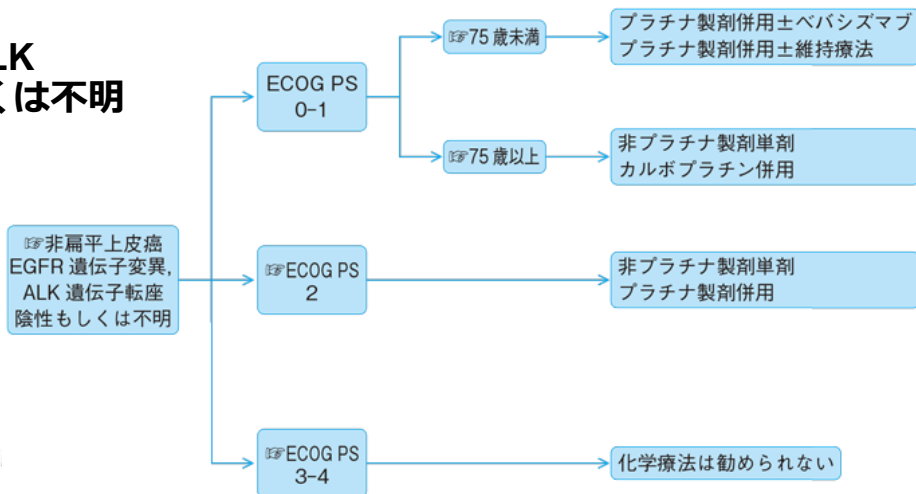 LK
くは不明
☞非扁平上皮癌
EGFR 遺伝子変異,
ALK 遺伝子転座
陰性もしくは不明
ECOG PS
0-1
☞75 歳未満
プラチナ製剤併用±ベバシズマブ
プラチナ製剤併用±維持療法
☞75 歳以上
非プラチナ製剤単剤
カルボプラチン併用
☞ECOG PS
2
非プラチナ製剤単剤
プラチナ製剤併用
☞ECOG PS
3-4
化学療法は勧められない